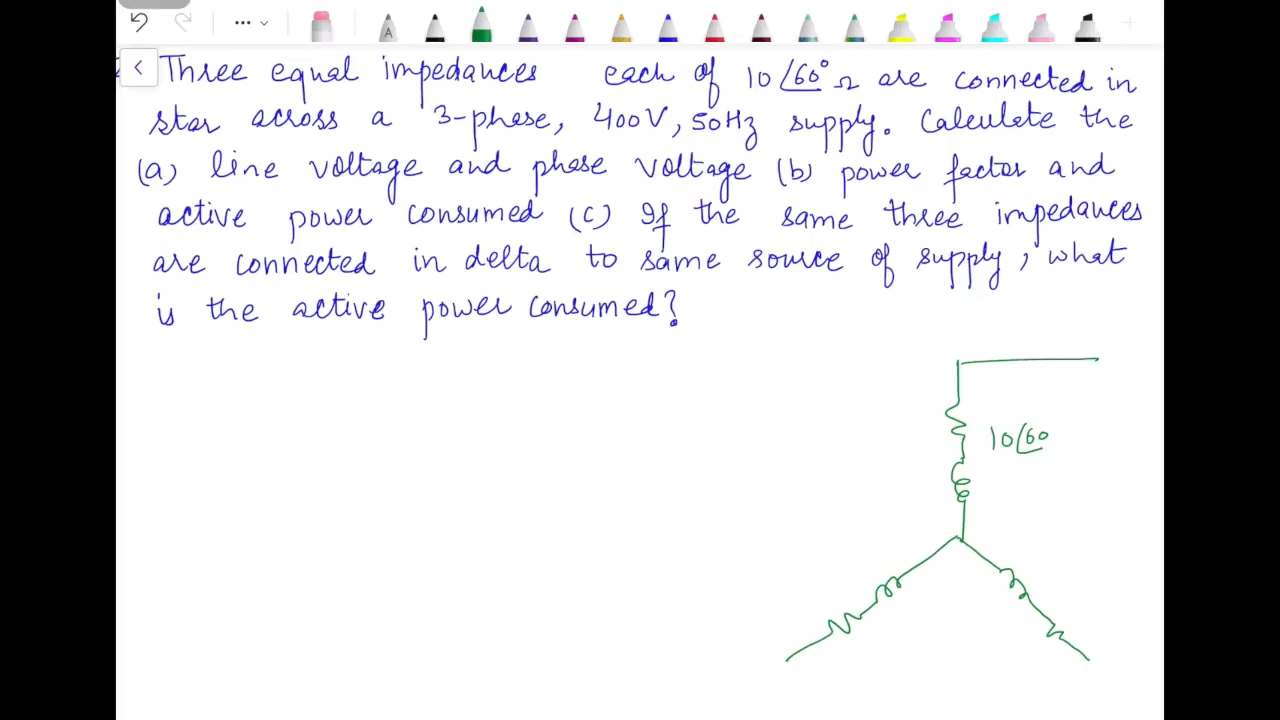 Three equal impedances each of 10∠60° Ω are connected in
star across a 3-phase, 400V, 50Hz supply. Calculate the
(a) line voltage and phase voltage (b) power factor and
active power consumed (c) If the same three impedances
are connected in delta to same source of supply, what
is the active power consumed?
10∠60